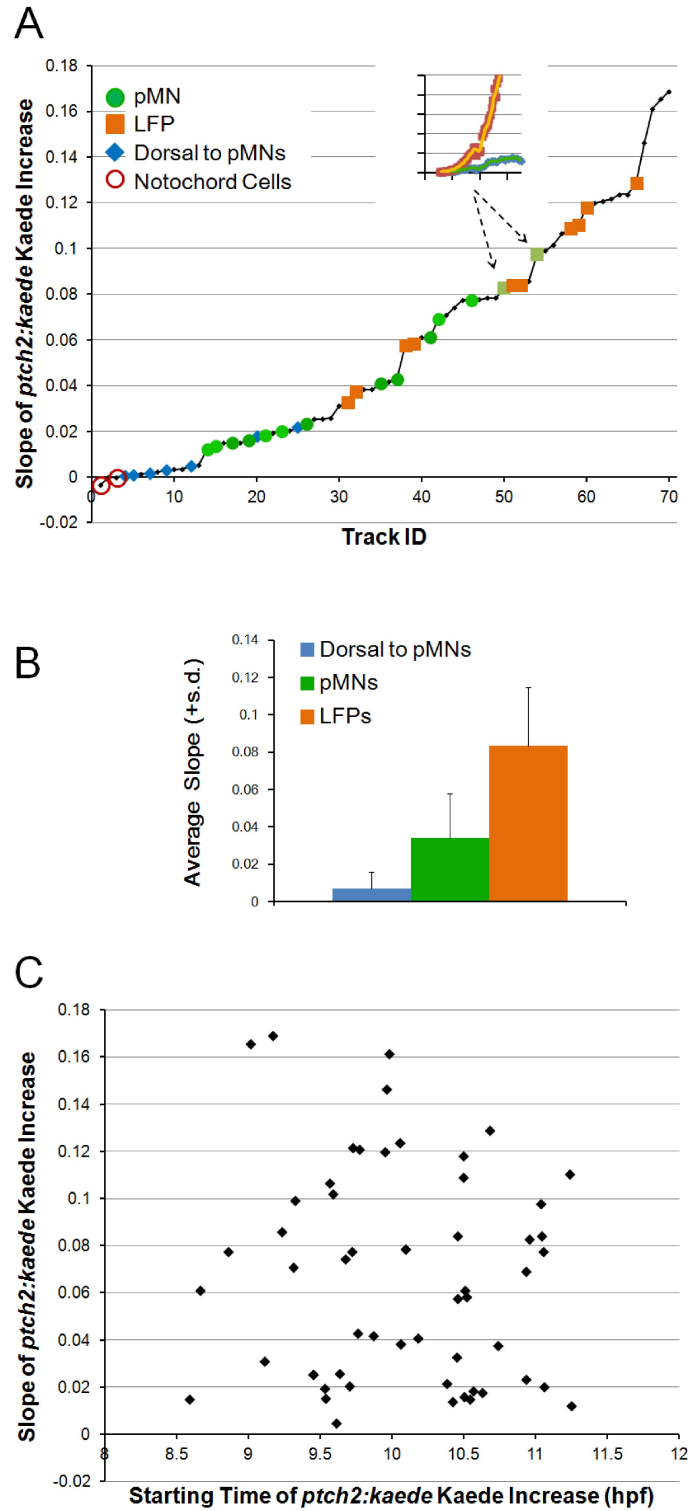 A
Slope of ptch2:kaede Kaede Increase
0.18
0.16
0.14
0.12
0.1
0.08
0.06
0.04
0.02
0
-0.02
pMN
LFP
Dorsal to pMNs
Notochord Cells
0 10 20 30 40 50 60 70
Track ID
B
Average Slope (+s.d.)
0.14
0.12
0.1
0.08
0.06
0.04
0.02
0
Dorsal to pMNs
pMNs
LFPs
C
Slope of ptch2:kaede Kaede Increase
0.18
0.16
0.14
0.12
0.1
0.08
0.06
0.04
0.02
0
-0.02
8 8.5 9 9.5 10 10.5 11 11.5 12
Starting Time of ptch2:kaede Kaede Increase (hpf)